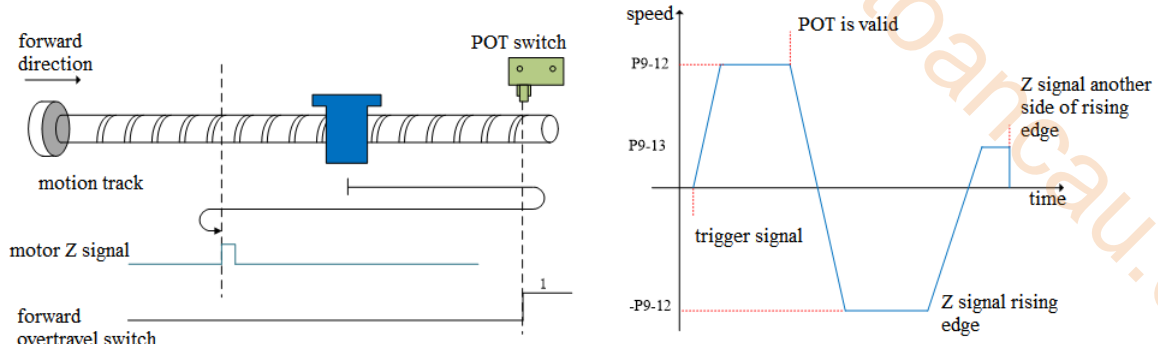 forward
direction
POT switch
motion track
motor Z signal
1
forward
overtravel switch
speed
POT is valid
P9-12
Z signal another
side of rising
edge
P9-13
time
trigger signal
-P9-12
Z signal rising
edge
toancau.